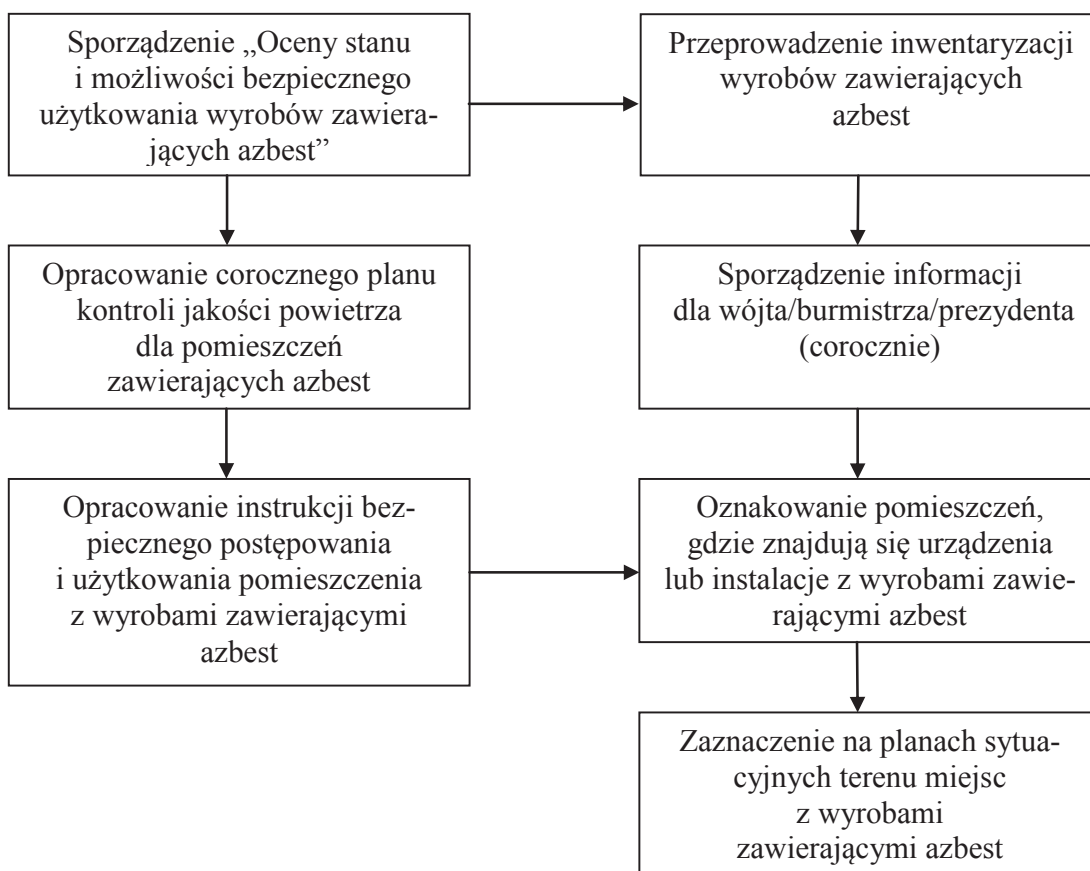 Sporządzenie „Oceny stanu
i możliwości bezpiecznego
użytkowania wyrobów zawiera-
jących azbest”
Przeprowadzenie inwentaryzacji
wyrobów zawierających
azbest
Opracowanie corocznego planu
kontroli jakości powietrza
dla pomieszczeń
zawierających azbest
Sporządzenie informacji
dla wójta/burmistrza/prezydenta
(corocznie)
Opracowanie instrukcji bez-
piecznego postępowania
i użytkowania pomieszczenia
z wyrobami zawierającymi
azbest
Oznakowanie pomieszczeń,
gdzie znajdują się urządzenia
lub instalacje z wyrobami zawie-
rającymi azbest
Zaznaczenie na planach sytua-
cyjnych terenu miejsc
z wyrobami
zawierającymi azbest